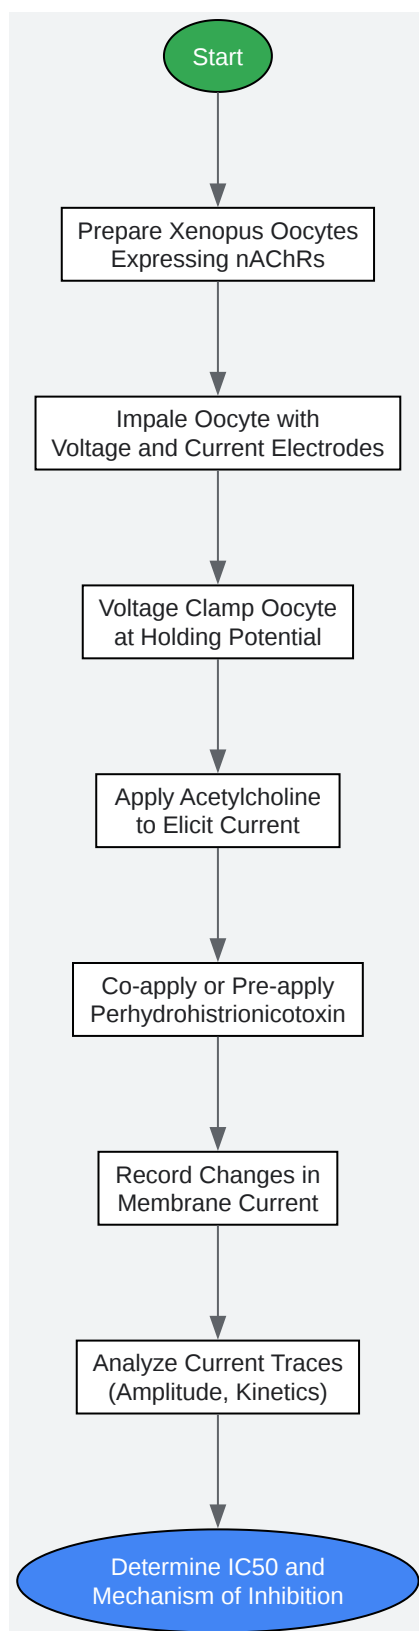 Start
Prepare Xenopus Oocytes
Expressing nAChRs
Impale Oocyte with
Voltage and Current Electrodes
Voltage Clamp Oocyte
at Holding Potential
Apply Acetylcholine
to Elicit Current
Co-apply or Pre-apply
Perhydrohistrionicotoxin
Record Changes in
Membrane Current
Analyze Current Traces
(Amplitude, Kinetics)
Determine IC50 and
Mechanism of Inhibition